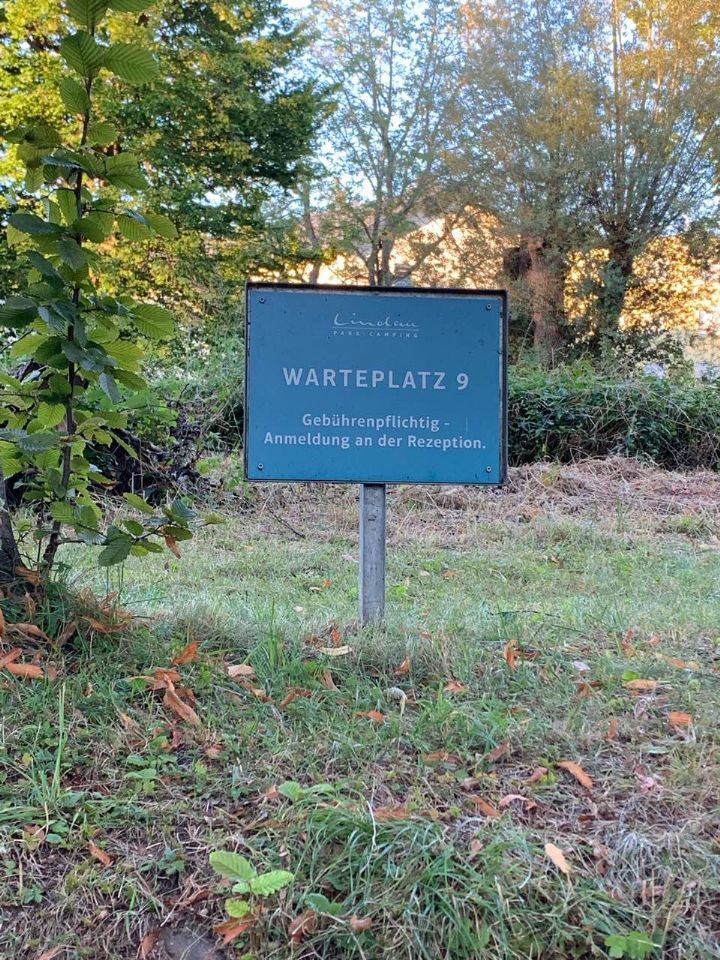 Lindau
PARK-CAMPING
WARTEPLATZ 9
Gebührenpflichtig -
Anmeldung an der Rezeption.